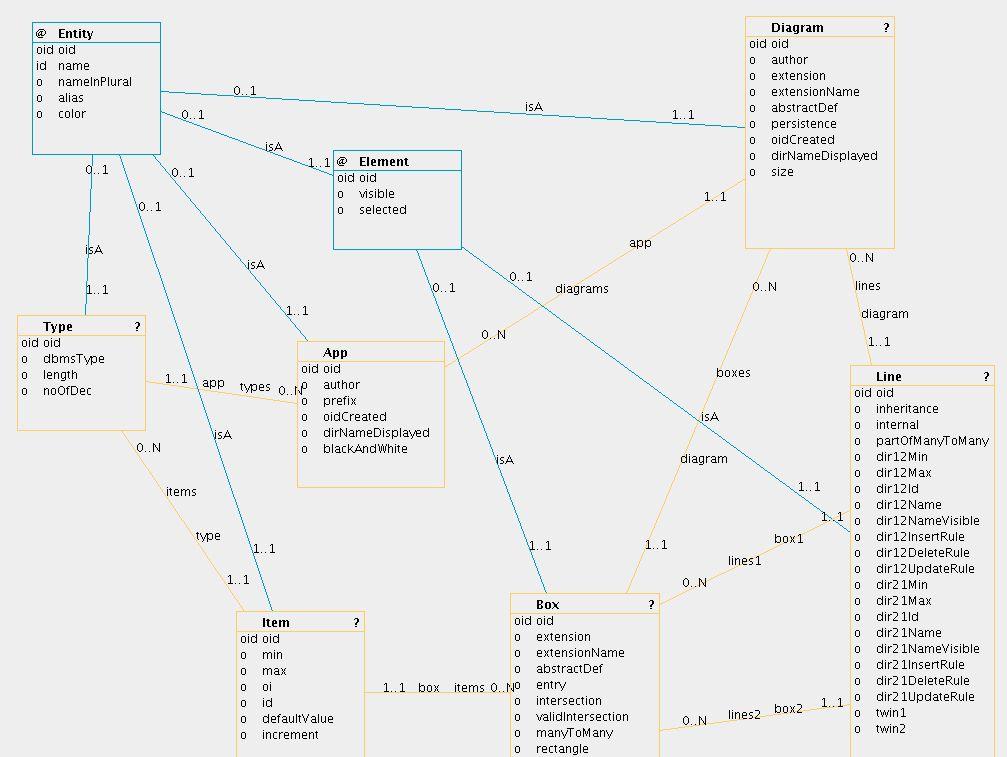 @ Entity
oid oid
id name
o nameInPlural
o alias
o color
Diagram ?
oid oid
o author
o extension
o extensionName
o abstractDef
o persistence
o oidCreated
o dirNameDisplayed
o size
0..1
isA
1..1
0..1
isA
1..1
@ Element
oid oid
o visible
o selected
0..1
0..1
0..1
isA
1..1
isA
1..1
1..1
app
diagrams
0..N
0..1
0..1
0..N
lines
diagram
1..1
0..N
boxes
diagram
1..1
Type ?
oid oid
o dbmsType
o length
o noOfDec
1..1 app types 0..N
App
oid oid
o author
o prefix
o oidCreated
o dirNameDisplayed
o blackAndWhite
Line ?
oid oid
o inheritance
o internal
o partOfManyToMany
o dir12Min
o dir12Max
o dir12Id
o dir12Name
o dir12NameVisible
o dir12InsertRule
o dir12DeleteRule
o dir12UpdateRule
o dir21Min
o dir21Max
o dir21Id
o dir21Name
o dir21NameVisible
o dir21InsertRule
o dir21DeleteRule
o dir21UpdateRule
o twin1
o twin2
isA
1..1
isA
1..1
isA
1..1
0..N
items
type
1..1
1..1
box1
lines1
0..N
Item ?
oid oid
o min
o max
o oi
o id
o defaultValue
o increment
1..1 box items 0..N
Box ?
oid oid
o extension
o extensionName
o abstractDef
o entry
o intersection
o validIntersection
o manyToMany
o rectangle
0..N lines2 box2 1..1